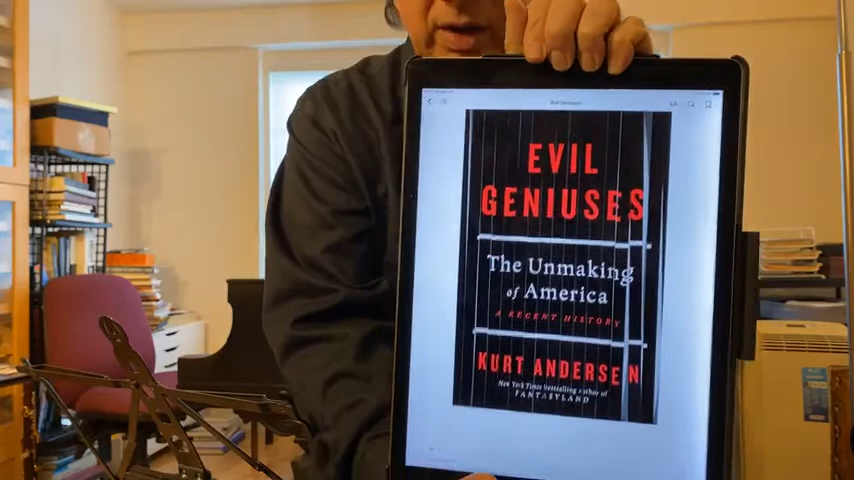 EVIL
GENIUSES
The Unmaking
of America
A RECENT HISTORY
KURT ANDERSEN
New York Times bestselling author of
FANTASYLAND